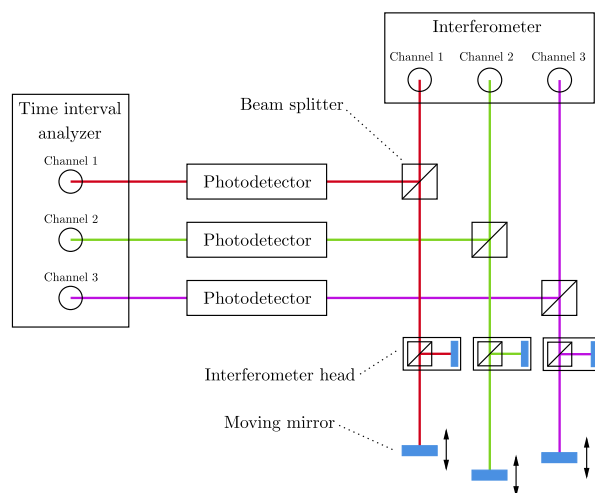 Interferometer
Channel 1 Channel 2 Channel 3
Time interval
analyzer
Beam splitter
Channel 1
Photodetector
Channel 2
Photodetector
Channel 3
Photodetector
Interferometer head
Moving mirror